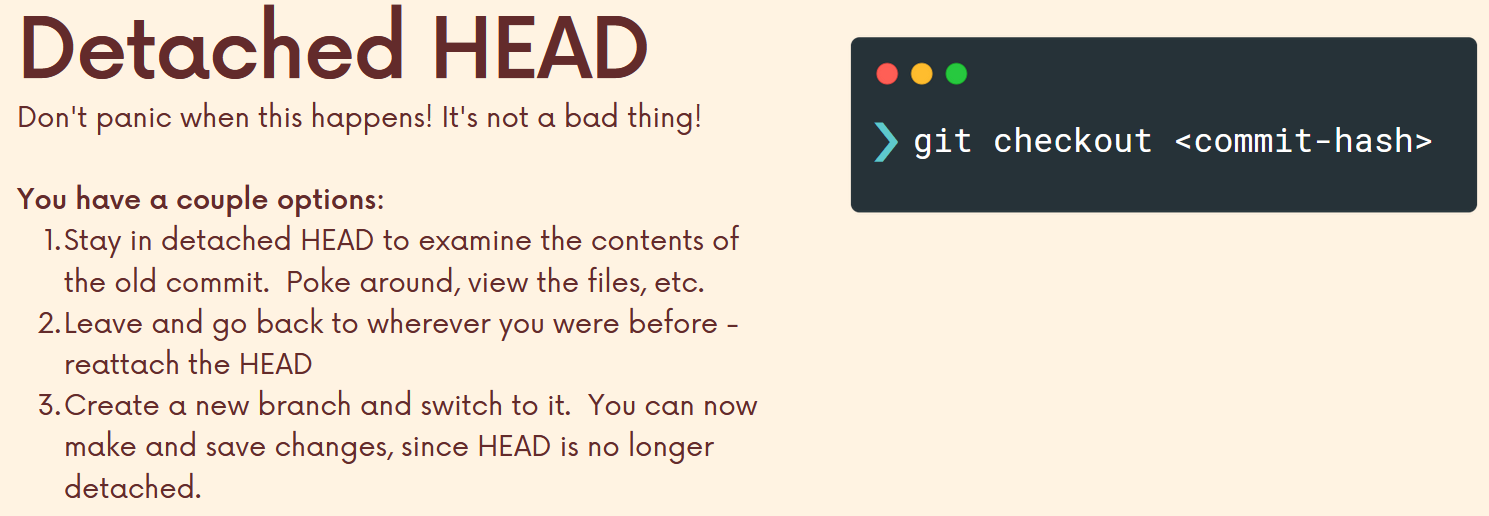 Detached HEAD
Don't panic when this happens! It's not a bad thing!
You have a couple options:
1. Stay in detached HEAD to examine the contents of
the old commit.  Poke around, view the files, etc.
2. Leave and go back to wherever you were before -
reattach the HEAD
3. Create a new branch and switch to it.  You can now
make and save changes, since HEAD is no longer
detached.
❯ git checkout <commit-hash>